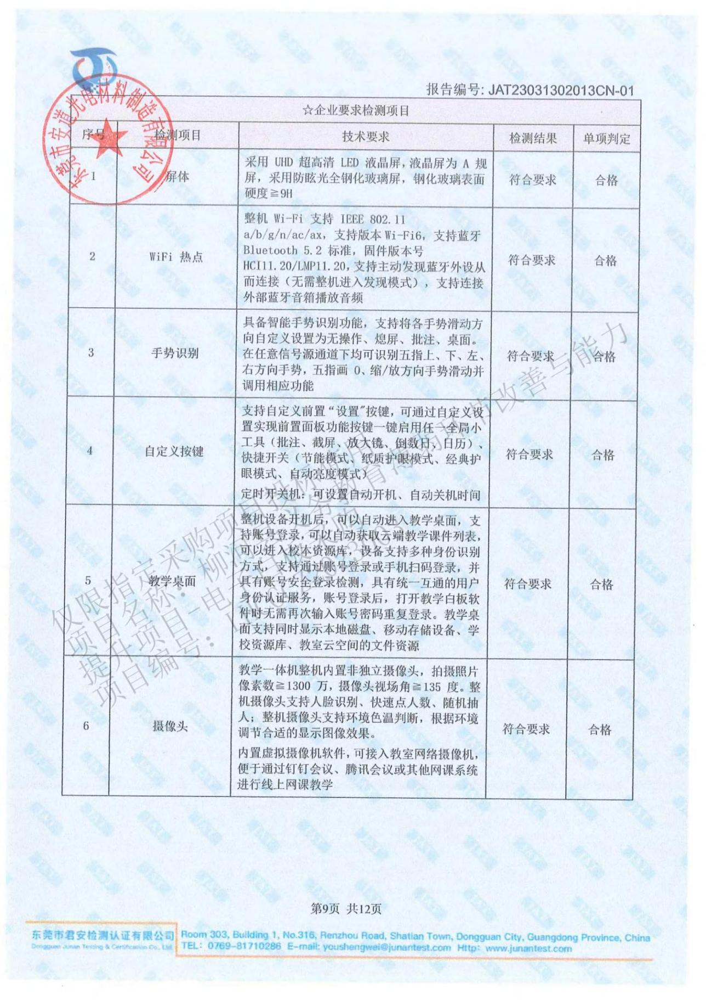 报告编号: JAT23031302013CN-01
东莞市安道光电材料制造有限公司
☆企业要求检测项目
序号 检测项目 技术要求 检测结果 单项判定
1 屏体 采用 UHD 超高清 LED 液晶屏，液晶屏为 A 规
屏，采用防眩光全钢化玻璃屏，钢化玻璃表面
硬度≧9H
符合要求 合格
2 WiFi 热点 整机 Wi-Fi 支持 IEEE 802.11
a/b/g/n/ac/ax，支持版本 Wi-Fi6，支持蓝牙
Bluetooth 5.2 标准，固件版本号
HCI11.20/LMP11.20，支持主动发现蓝牙外设从
而连接（无需整机进入发现模式），支持连接
外部蓝牙音箱播放音频
符合要求 合格
3 手势识别 具备智能手势识别功能，支持将各手势滑动方
向自定义设置为无操作、熄屏、批注、桌面。
在任意信号源通道下均可识别五指上、下、左、
右方向手势，五指画 O、缩/放方向手势滑动并
调用相应功能
符合要求 合格
4 自定义按键 支持自定义前置“设置”按键，可通过自定义设
置实现前置面板功能按键一键启用任一全局小
工具（批注、截屏、放大镜、倒数日、日历）、
快捷开关（节能模式、纸质护眼模式、经典护
眼模式、自动亮度模式）
定时开关机：可设置自动开机、自动关机时间
符合要求 合格
5 教学桌面 整机设备开机后，可以自动进入教学桌面，支
持账号登录，可以自动获取云端教学课件列表，
可以进入校本资源库，设备支持多种身份识别
方式，支持通过账号登录或手机扫码登录，并
具有账号安全登录检测，具有统一互通的用户
身份认证服务，账号登录后，打开教学白板软
件时无需再次输入账号密码重复登录。教学桌
面支持同时显示本地磁盘、移动存储设备、学
校资源库、教室云空间的文件资源
符合要求 合格
6 摄像头 教学一体机整机内置非独立摄像头，拍摄照片
像素数≧1300 万，摄像头视场角≧135 度。整
机摄像头支持人脸识别、快速点人数、随机抽
人；整机摄像头支持环境色温判断，根据环境
调节合适的显示图像效果。
内置虚拟摄像机软件，可接入教室网络摄像机，
便于通过钉钉会议、腾讯会议或其他网课系统
进行线上网课教学
符合要求 合格
仅限指定采购项目投标使用
项目名称：柳河县义务教育薄弱环节改善与能力
提升项目-电子白板采购
项目编号：
第9页 共12页
东莞市君安检测认证有限公司
Dongguan Junan Testing & Certification Co., Ltd
Room 303, Building 1, No.316, Renzhou Road, Shatian Town, Dongguan City, Guangdong Province, China
TEL: 0769-81710286 E-mail: youshengwei@junantest.com Http: www.junantest.com